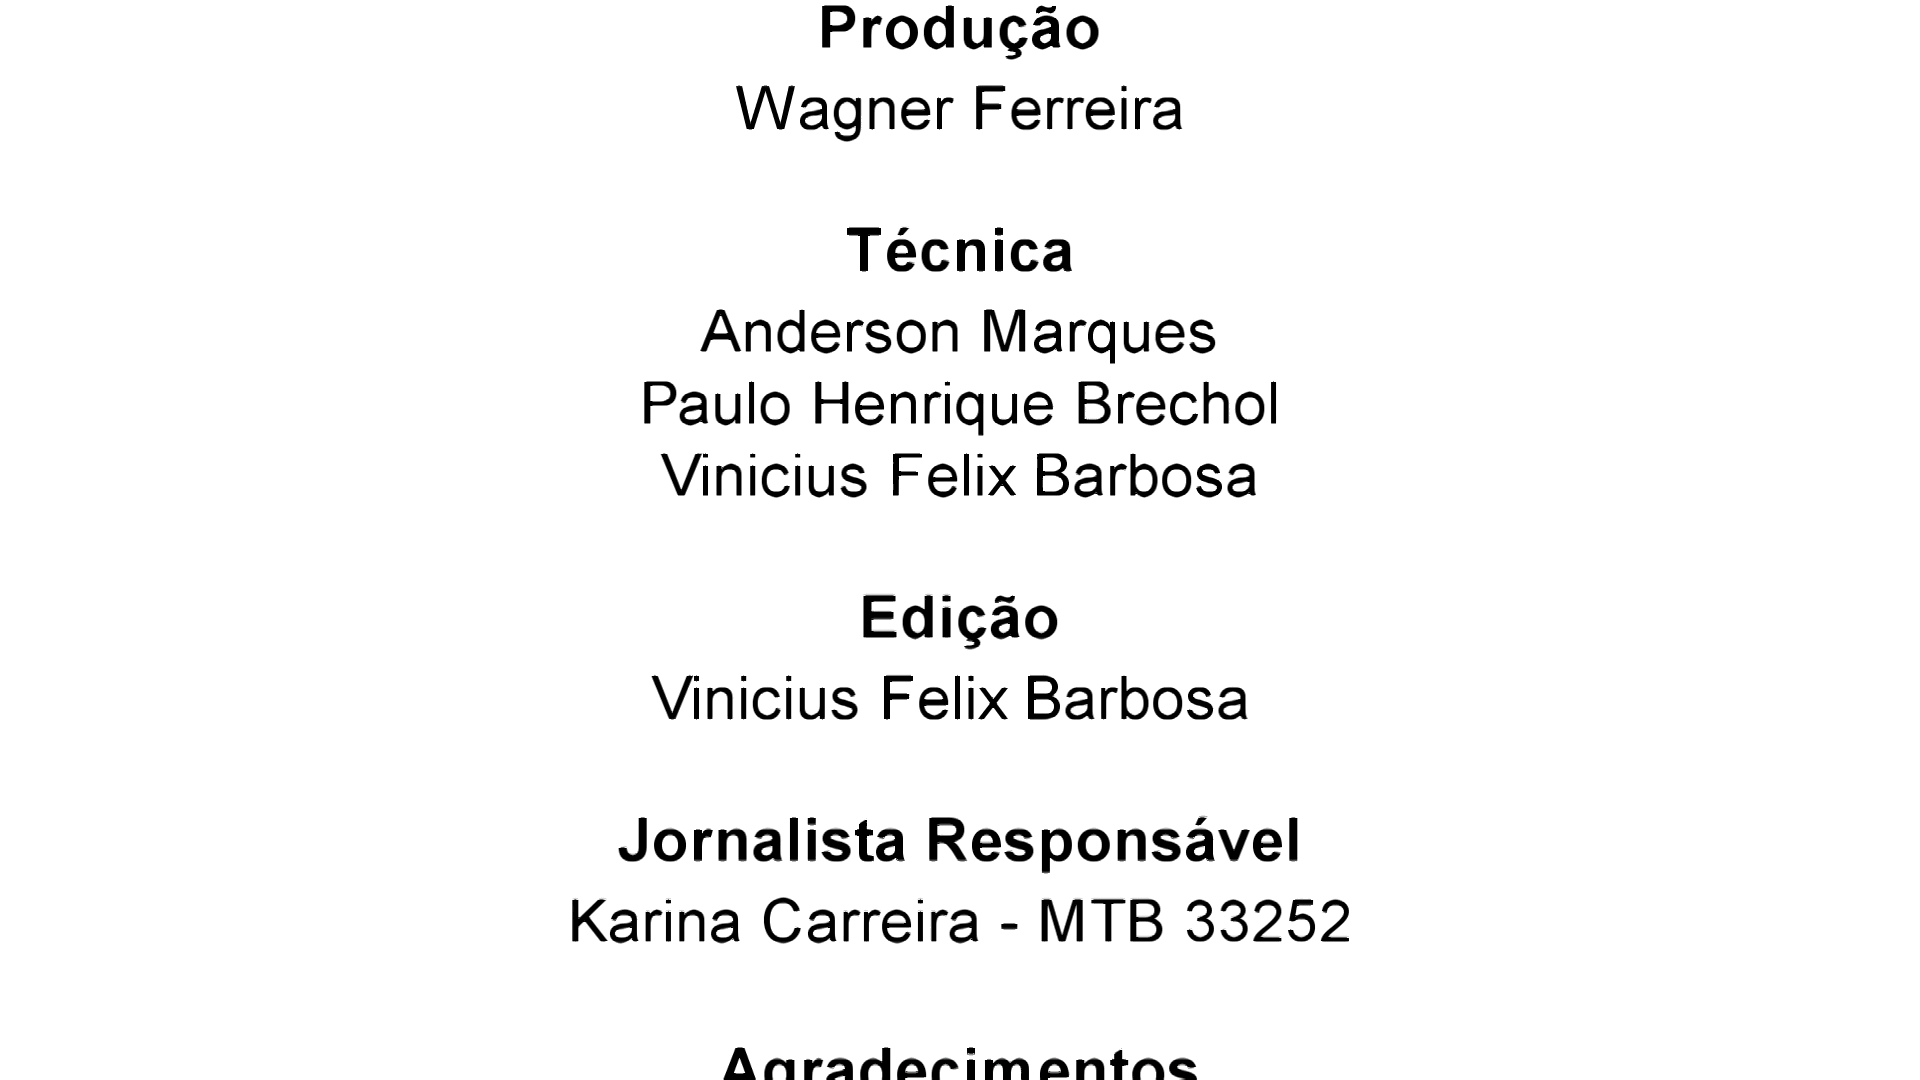 Produção
Wagner Ferreira
Técnica
Anderson Marques
Paulo Henrique Brechol
Vinicius Felix Barbosa
Edição
Vinicius Felix Barbosa
Jornalista Responsável
Karina Carreira - MTB 33252
Agradecimentos